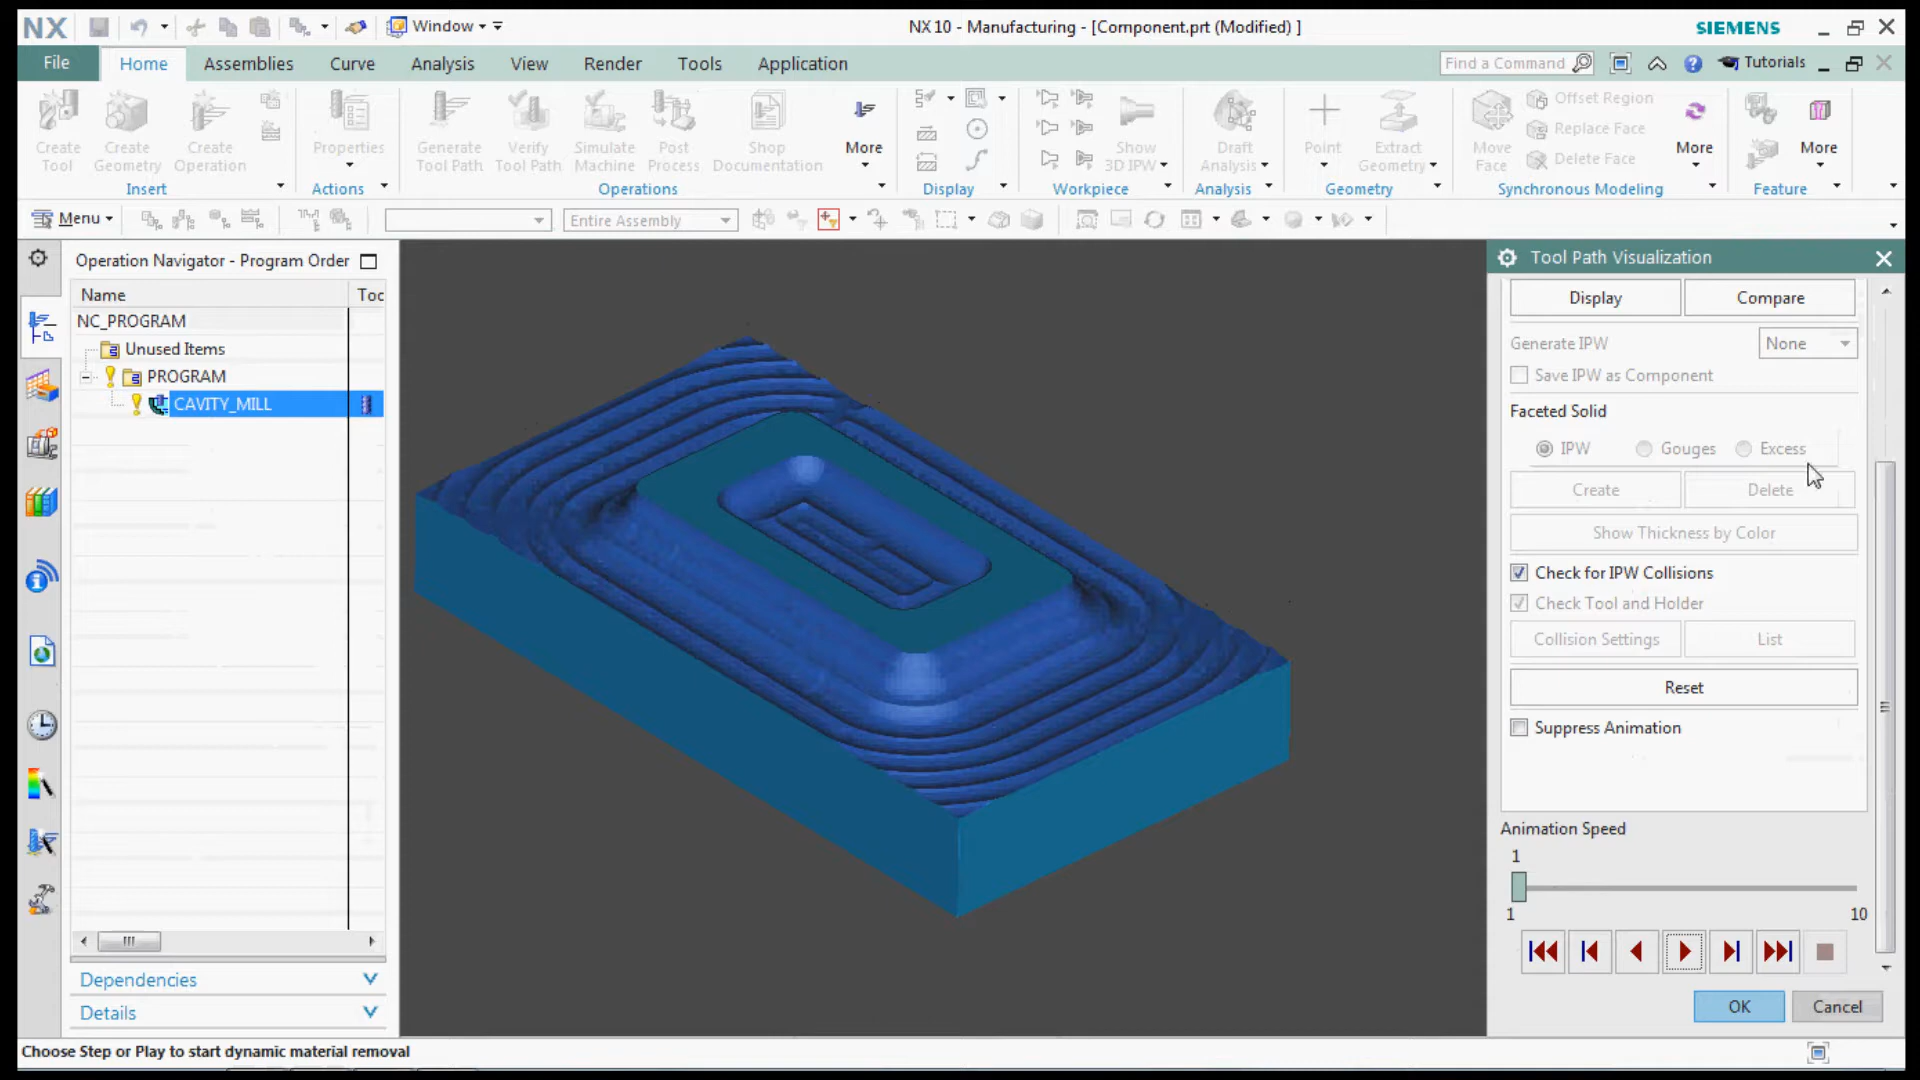 NX
Window
NX 10 - Manufacturing - [Component.prt (Modified) ]
SIEMENS
File
Home
Assemblies
Curve
Analysis
View
Render
Tools
Application
Find a Command
Tutorials
Create Tool
Create Geometry
Create Operation
Insert
Properties
Actions
Generate Tool Path
Verify Tool Path
Simulate Machine
Post Process
Shop Documentation
More
Operations
Display
Show 3D IPW
Workpiece
Draft Analysis
Analysis
Point
Extract Geometry
Geometry
Move Face
Offset Region
Replace Face
Delete Face
More
Synchronous Modeling
More
Feature
Menu
Entire Assembly
Operation Navigator - Program Order
Name
Toc
NC_PROGRAM
Unused Items
PROGRAM
CAVITY_MILL
Dependencies
Details
Tool Path Visualization
Display
Compare
Generate IPW
None
Save IPW as Component
Faceted Solid
IPW
Gouges
Excess
Create
Delete
Show Thickness by Color
Check for IPW Collisions
Check Tool and Holder
Collision Settings
List
Reset
Suppress Animation
Animation Speed
1
1
10
OK
Cancel
Choose Step or Play to start dynamic material removal